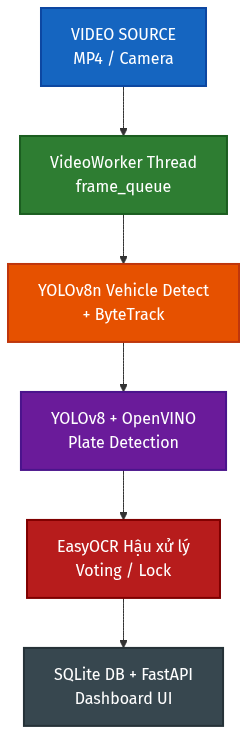 VIDEO SOURCE
MP4 / Camera
VideoWorker Thread
frame_queue
YOLOv8n Vehicle Detect
+ ByteTrack
YOLOv8 + OpenVINO
Plate Detection
EasyOCR Hậu xử lý
Voting / Lock
SQLite DB + FastAPI
Dashboard UI